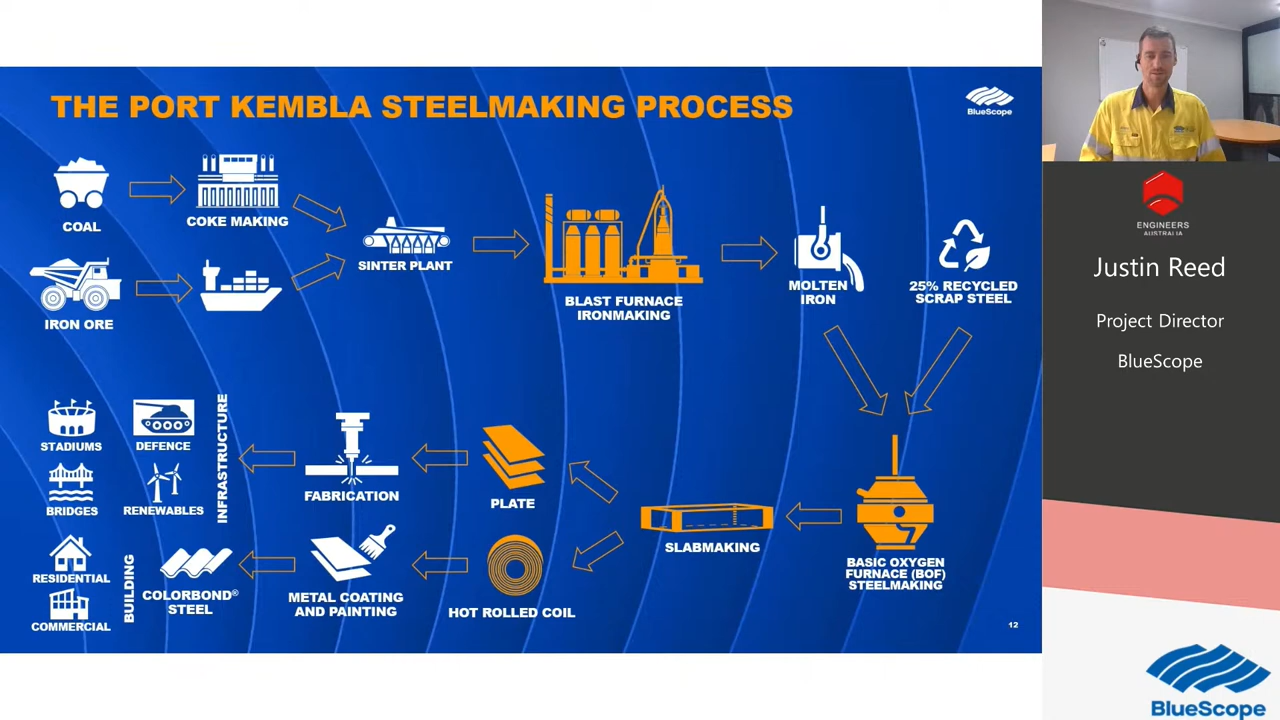 THE PORT KEMBLA STEELMAKING PROCESS
BlueScope
COAL
COKE MAKING
SINTER PLANT
IRON ORE
BLAST FURNACE
IRONMAKING
MOLTEN
IRON
25% RECYCLED
SCRAP STEEL
STADIUMS
DEFENCE
BRIDGES
RENEWABLES
INFRASTRUCTURE
FABRICATION
PLATE
SLABMAKING
BASIC OXYGEN
FURNACE (BOF)
STEELMAKING
RESIDENTIAL
COMMERCIAL
BUILDING
COLORBOND®
STEEL
METAL COATING
AND PAINTING
HOT ROLLED COIL
12
ENGINEERS
AUSTRALIA
Justin Reed
Project Director
BlueScope
BlueScope